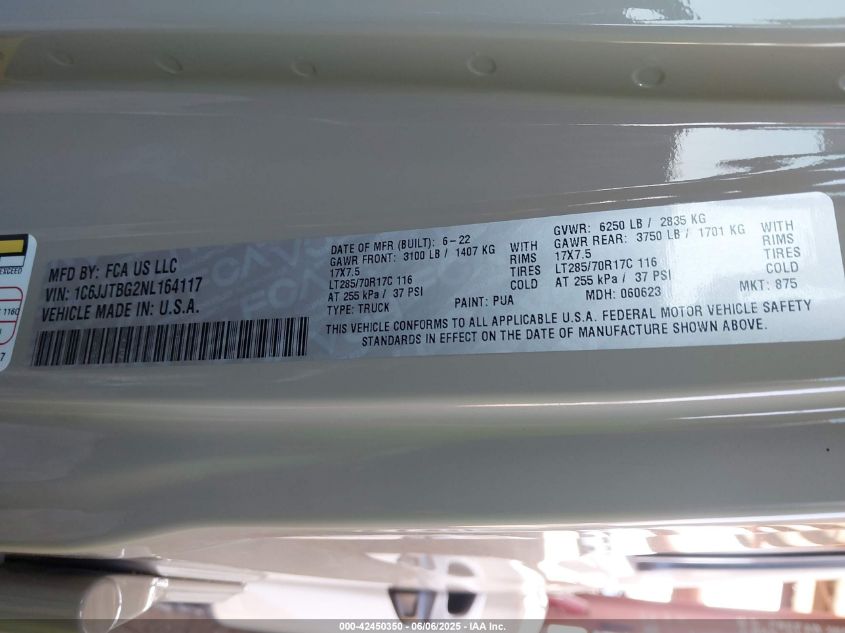 MFD BY: FCA US LLC
VIN: 1C6JJTBG2NL164117
VEHICLE MADE IN: U.S.A.
DATE OF MFR (BUILT): 6-22
GAWR FRONT: 3100 LB / 1407 KG WITH
17X7.5 RIMS
LT285/70R17C 116 TIRES
AT 255 kPa / 37 PSI COLD
TYPE: TRUCK PAINT: PUA
GVWR: 6250 LB / 2835 KG
GAWR REAR: 3750 LB / 1701 KG WITH
17X7.5 RIMS
LT285/70R17C 116 TIRES
AT 255 kPa / 37 PSI COLD
MDH: 060623 MKT: 875
THIS VEHICLE CONFORMS TO ALL APPLICABLE U.S.A. FEDERAL MOTOR VEHICLE SAFETY
STANDARDS IN EFFECT ON THE DATE OF MANUFACTURE SHOWN ABOVE.
000-42450350 - 06/06/2025 - IAA Inc.